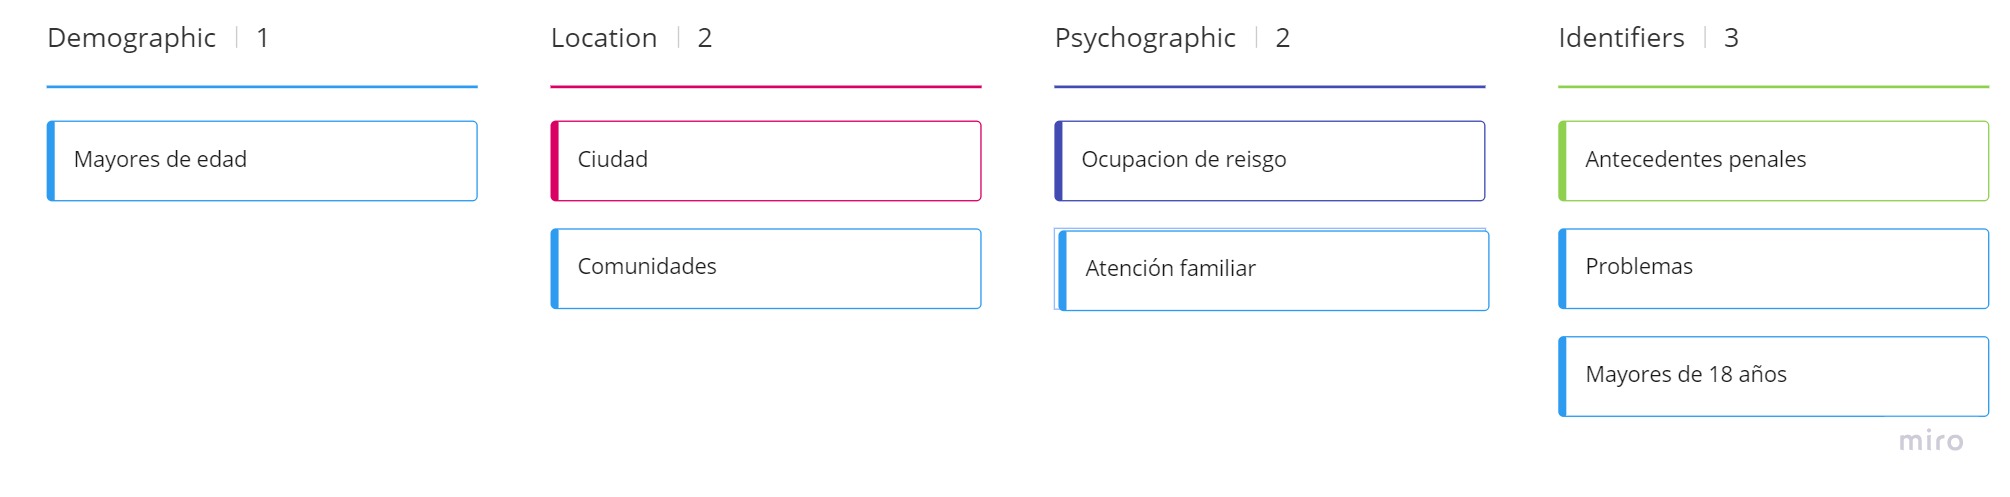 Demographic 1
Mayores de edad
Location 2
Ciudad
Comunidades
Psychographic 2
Ocupacion de reisgo
Atención familiar
Identifiers 3
Antecedentes penales
Problemas
Mayores de 18 años
miro